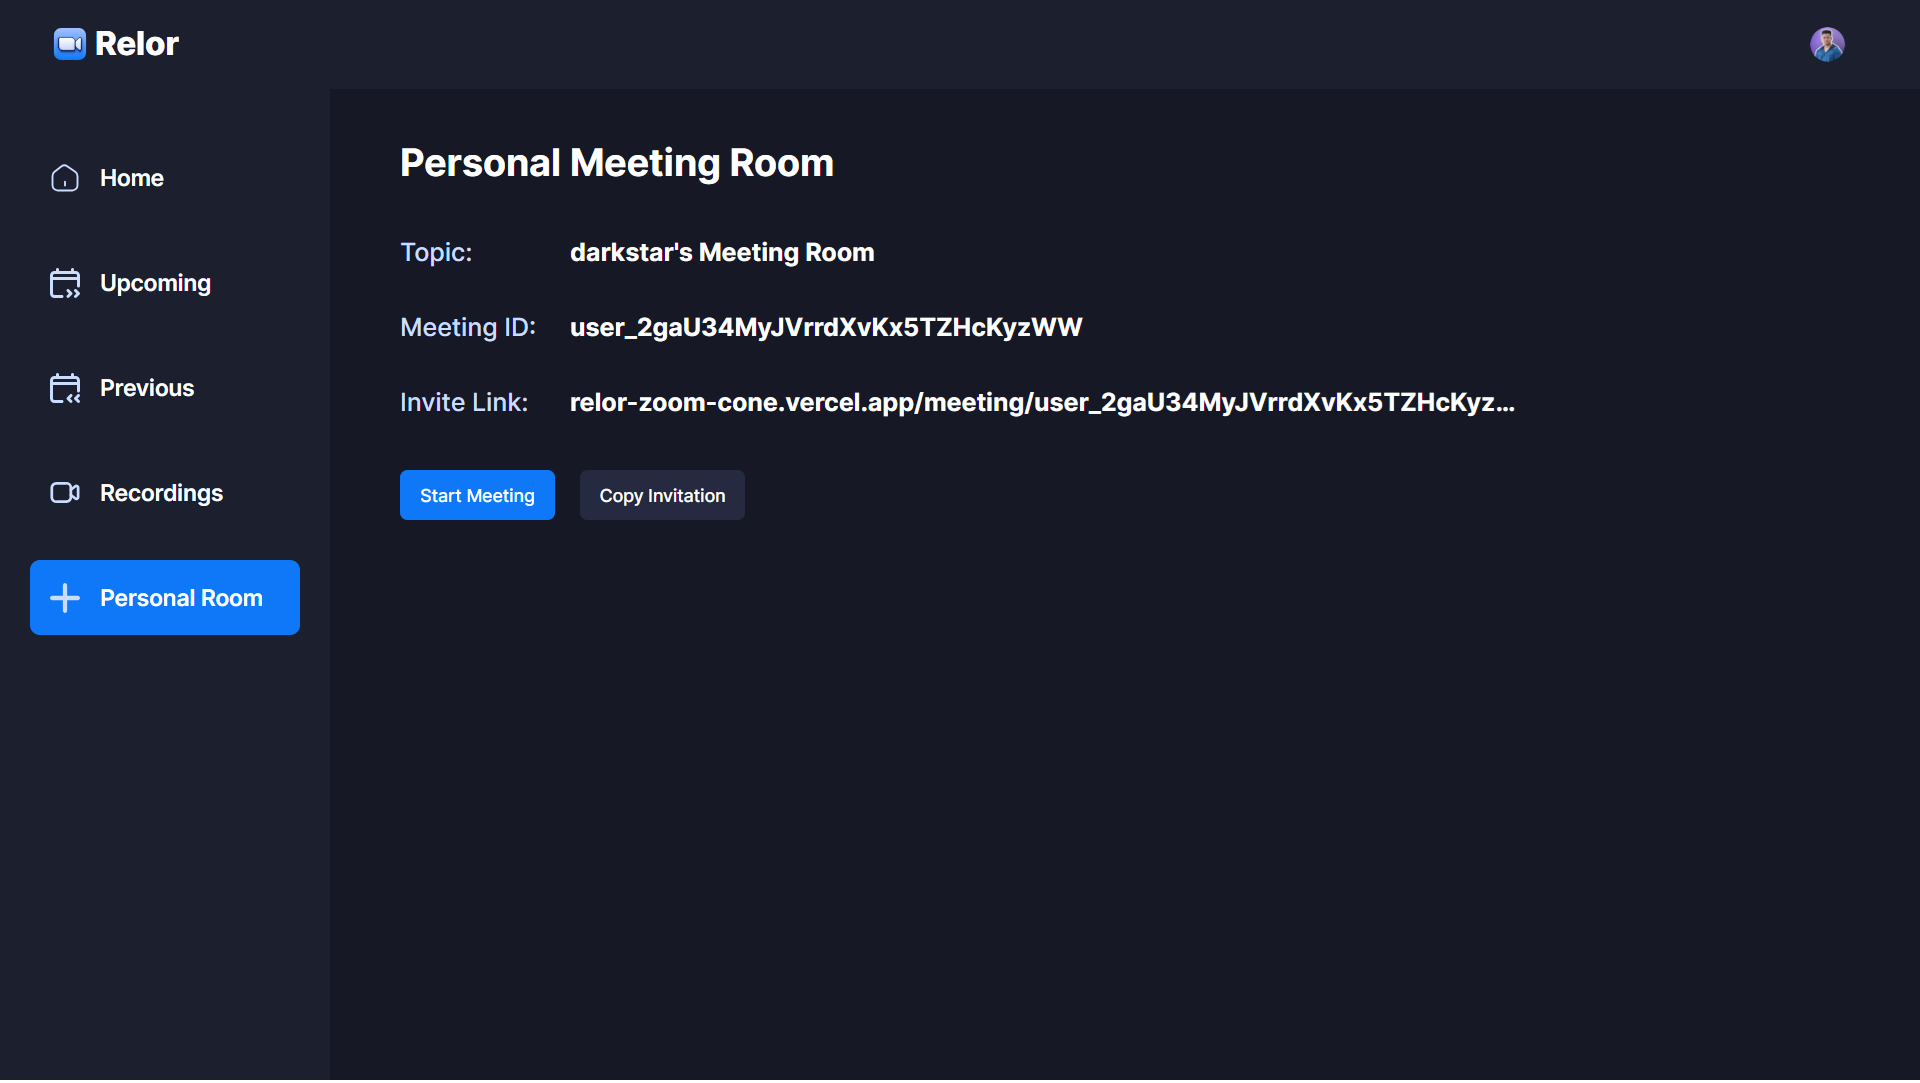 Relor
Home
Upcoming
Previous
Recordings
Personal Room
Personal Meeting Room
Topic: darkstar's Meeting Room
Meeting ID: user_2gaU34MyJVrrdXvKx5TZHcKyzWW
Invite Link: relor-zoom-cone.vercel.app/meeting/user_2gaU34MyJVrrdXvKx5TZHcKyz...
Start Meeting Copy Invitation